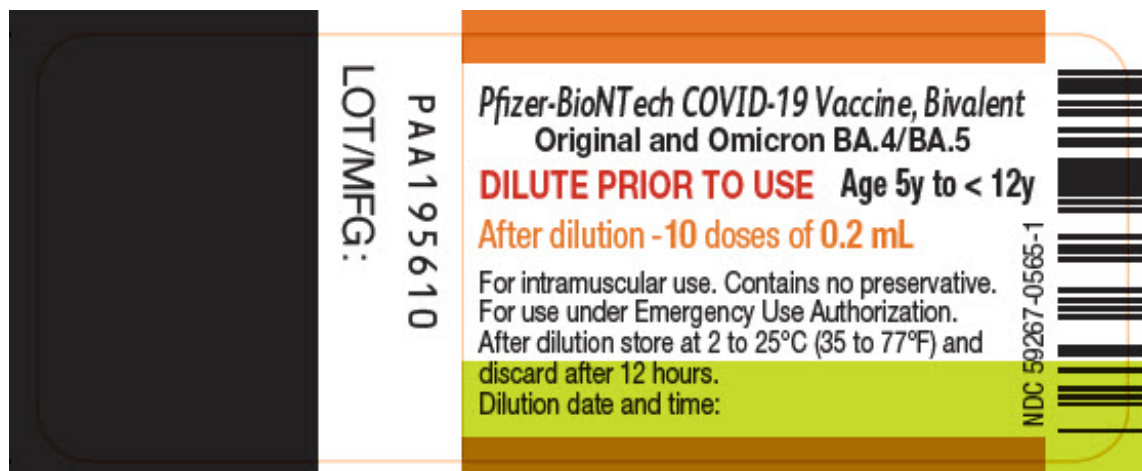 LOT/MFG:
PAA195610
Pfizer-BioNTech COVID-19 Vaccine, Bivalent
Original and Omicron BA.4/BA.5
DILUTE PRIOR TO USE Age 5y to < 12y
After dilution - 10 doses of 0.2 mL
For intramuscular use. Contains no preservative.
For use under Emergency Use Authorization.
After dilution store at 2 to 25°C (35 to 77°F) and
discard after 12 hours.
Dilution date and time:
NDC 59267-0565-1